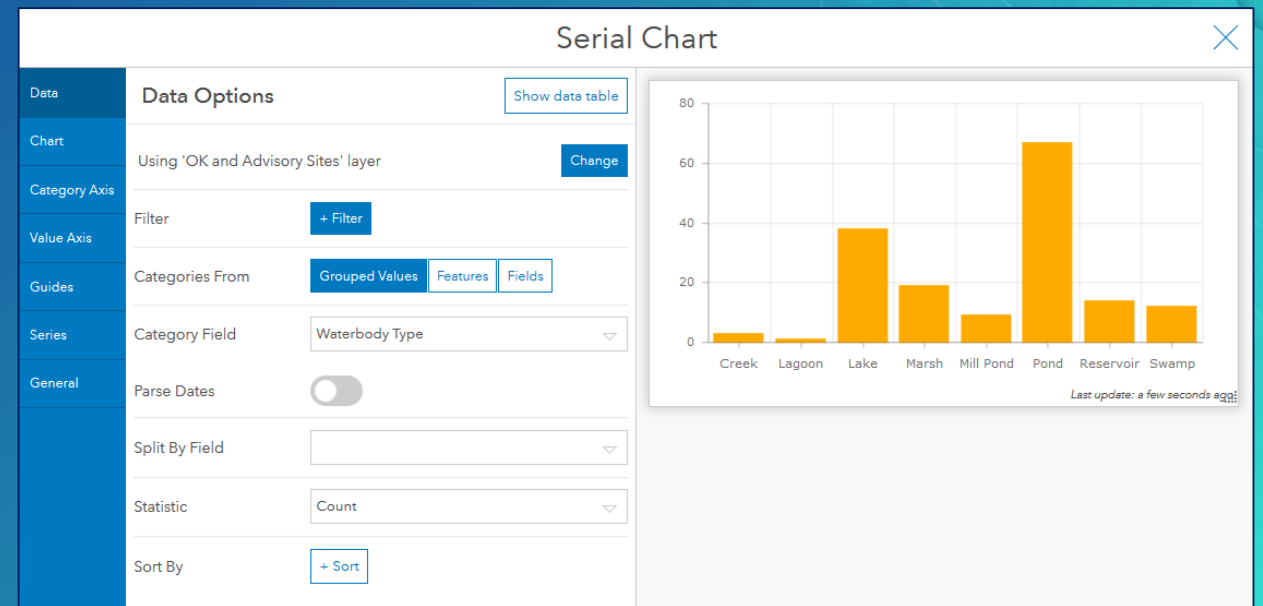 Serial Chart
Data
Chart
Category Axis
Value Axis
Guides
Series
General
Data Options
Show data table
Using 'OK and Advisory Sites' layer
Change
Filter
+ Filter
Categories From
Grouped Values
Features
Fields
Category Field
Waterbody Type
Parse Dates
Split By Field
Statistic
Count
Sort By
+ Sort
80
60
40
20
0
Creek Lagoon Lake Marsh Mill Pond Pond Reservoir Swamp
Last update: a few seconds ago